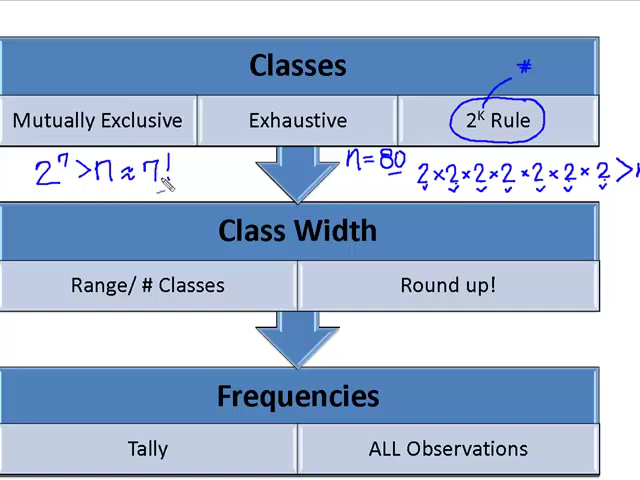 Classes
*
Mutually Exclusive Exhaustive 2^K Rule
2^7 > n ≈ 7! n = 80 2 × 2 × 2 × 2 × 2 × 2 × 2 > n
Class Width
Range/ # Classes Round up!
Frequencies
Tally ALL Observations